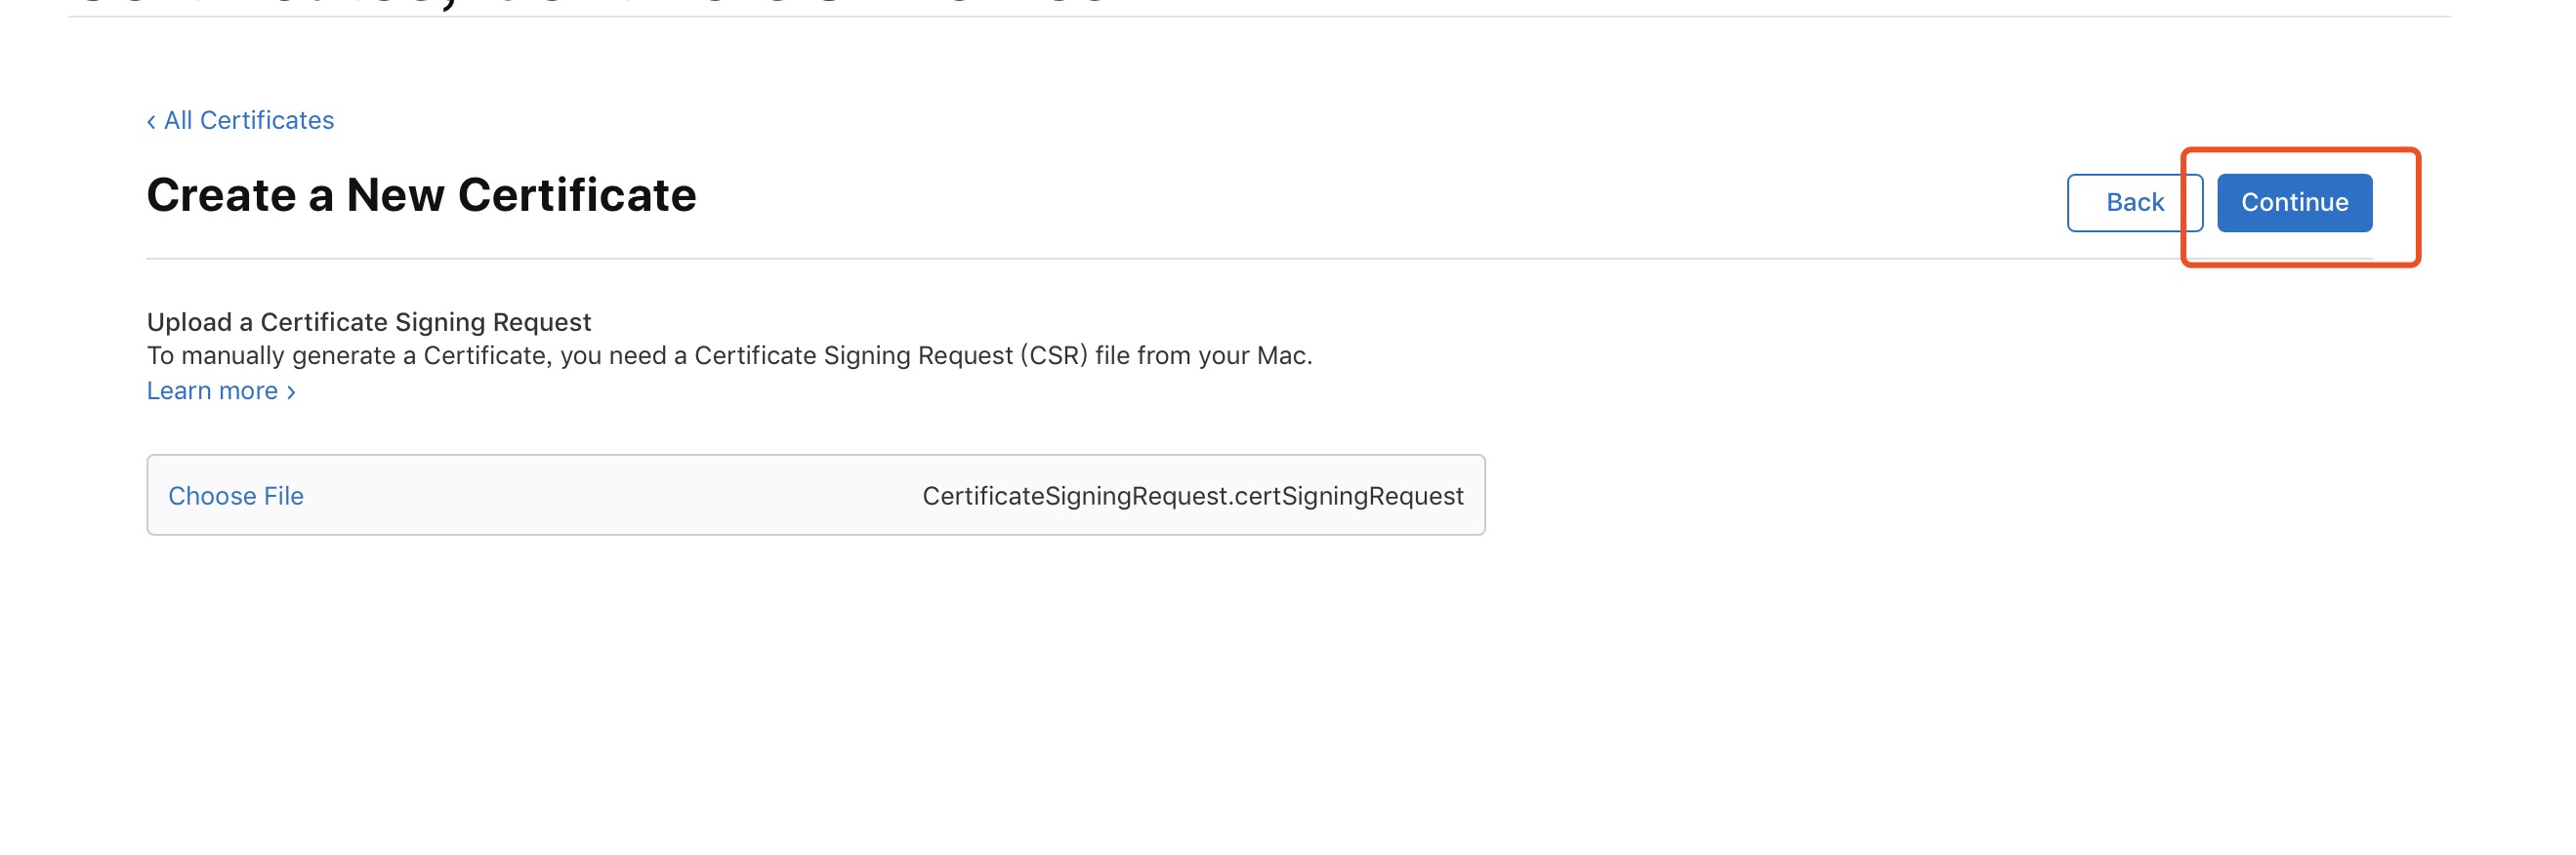 ‹ All Certificates
Create a New Certificate
Back
Continue
Upload a Certificate Signing Request
To manually generate a Certificate, you need a Certificate Signing Request (CSR) file from your Mac.
Learn more ›
Choose File
CertificateSigningRequest.certSigningRequest